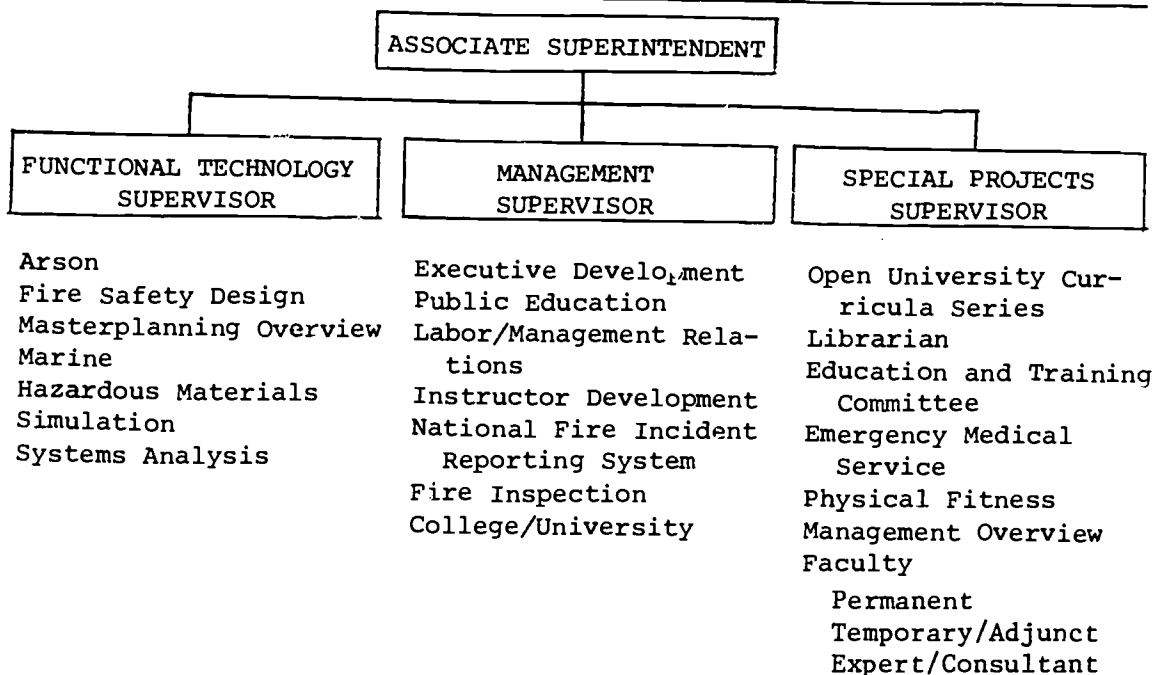 ASSOCIATE SUPERINTENDENT
FUNCTIONAL TECHNOLOGY
SUPERVISOR
Arson
Fire Safety Design
Masterplanning Overview
Marine
Hazardous Materials
Simulation
Systems Analysis
MANAGEMENT
SUPERVISOR
Executive Development
Public Education
Labor/Management Rela-
tions
Instructor Development
National Fire Incident
Reporting System
Fire Inspection
College/University
SPECIAL PROJECTS
SUPERVISOR
Open University Cur-
ricula Series
Librarian
Education and Training
Committee
Emergency Medical
Service
Physical Fitness
Management Overview
Faculty
Permanent
Temporary/Adjunct
Expert/Consultant